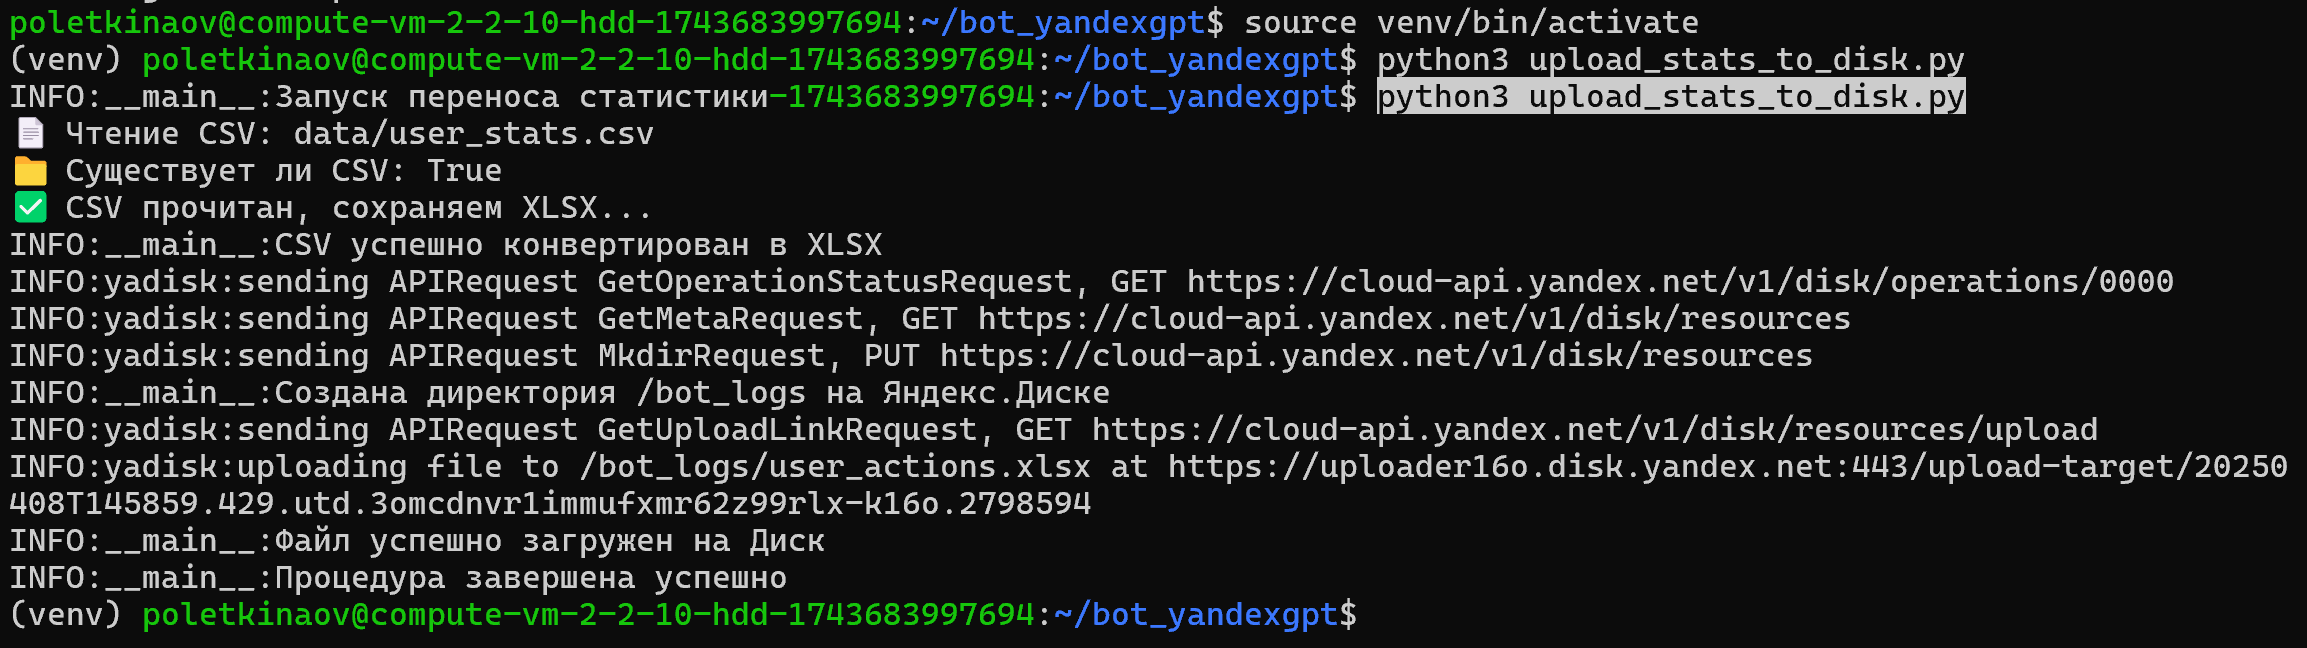 poletkinaov@compute-vm-2-2-10-hdd-1743683997694:~/bot_yandexgpt$ source venv/bin/activate
(venv) poletkinaov@compute-vm-2-2-10-hdd-1743683997694:~/bot_yandexgpt$ python3 upload_stats_to_disk.py
INFO:__main__:Запуск переноса статистики-1743683997694:~/bot_yandexgpt$ python3 upload_stats_to_disk.py
📄 Чтение CSV: data/user_stats.csv
📁 Существует ли CSV: True
✅ CSV прочитан, сохраняем XLSX...
INFO:__main__:CSV успешно конвертирован в XLSX
INFO:yadisk:sending APIRequest GetOperationStatusRequest, GET https://cloud-api.yandex.net/v1/disk/operations/0000
INFO:yadisk:sending APIRequest GetMetaRequest, GET https://cloud-api.yandex.net/v1/disk/resources
INFO:yadisk:sending APIRequest MkdirRequest, PUT https://cloud-api.yandex.net/v1/disk/resources
INFO:__main__:Создана директория /bot_logs на Яндекс.Диске
INFO:yadisk:sending APIRequest GetUploadLinkRequest, GET https://cloud-api.yandex.net/v1/disk/resources/upload
INFO:yadisk:uploading file to /bot_logs/user_actions.xlsx at https://uploader16o.disk.yandex.net:443/upload-target/20250
408T145859.429.utd.3omcdnvr1immufxmr62z99rlx-k16o.2798594
INFO:__main__:Файл успешно загружен на Диск
INFO:__main__:Процедура завершена успешно
(venv) poletkinaov@compute-vm-2-2-10-hdd-1743683997694:~/bot_yandexgpt$